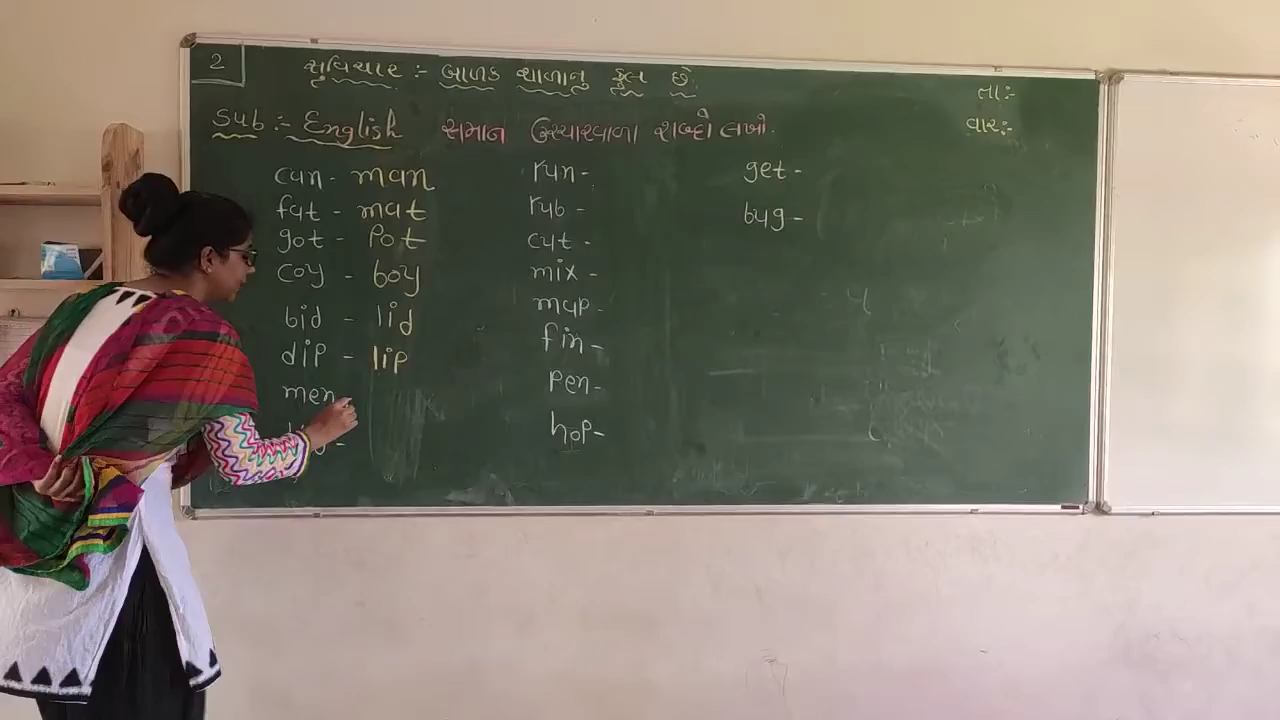 2
સુવિચાર :- બાળક શાળાનુ ફુલ છે.
તા:-
Sub :- English સમાન ઉચ્ચારવાળા શબ્દો લખો.
વાર:-
can - man
fat - mat
got - Pot
coy - boy
bid - lid
dip - lip
men
run -
rub -
cut -
mix -
map -
fin -
Pen -
hop -
get -
bug -